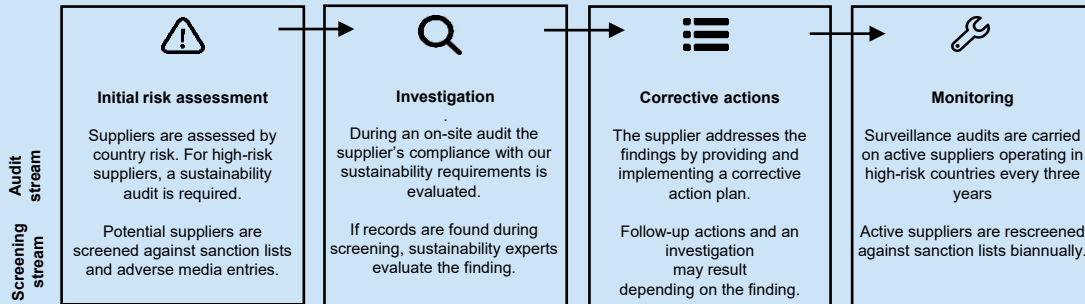 Audit
stream
Screening
stream
Initial risk assessment
Suppliers are assessed by
country risk. For high-risk
suppliers, a sustainability
audit is required.
Potential suppliers are
screened against sanction lists
and adverse media entries.
Investigation
.
During an on-site audit the
supplier’s compliance with our
sustainability requirements is
evaluated.
If records are found during
screening, sustainability experts
evaluate the finding.
Corrective actions
The supplier addresses the
findings by providing and
implementing a corrective
action plan.
Follow-up actions and an
investigation
may result
depending on the finding.
Monitoring
Surveillance audits are carried
on active suppliers operating in
high-risk countries every three
years
Active suppliers are rescreened
against sanction lists biannually.